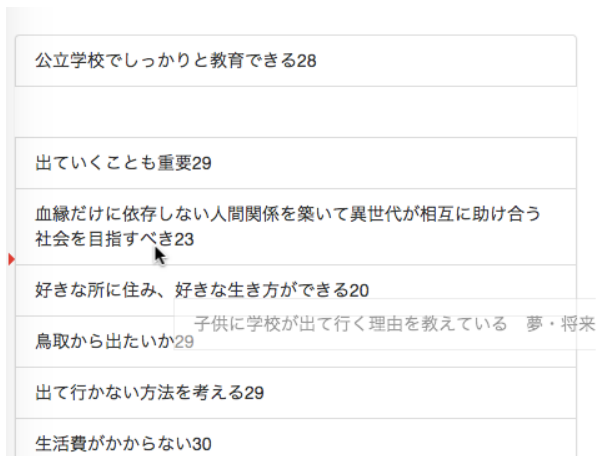 公立学校でしっかりと教育できる28
出ていくことも重要29
血縁だけに依存しない人間関係を築いて異世代が相互に助け合う
社会を目指すべき23
好きな所に住み、好きな生き方ができる20
子供に学校が出て行く理由を教えている　夢・将来
鳥取から出たいか29
出て行かない方法を考える29
生活費がかからない30